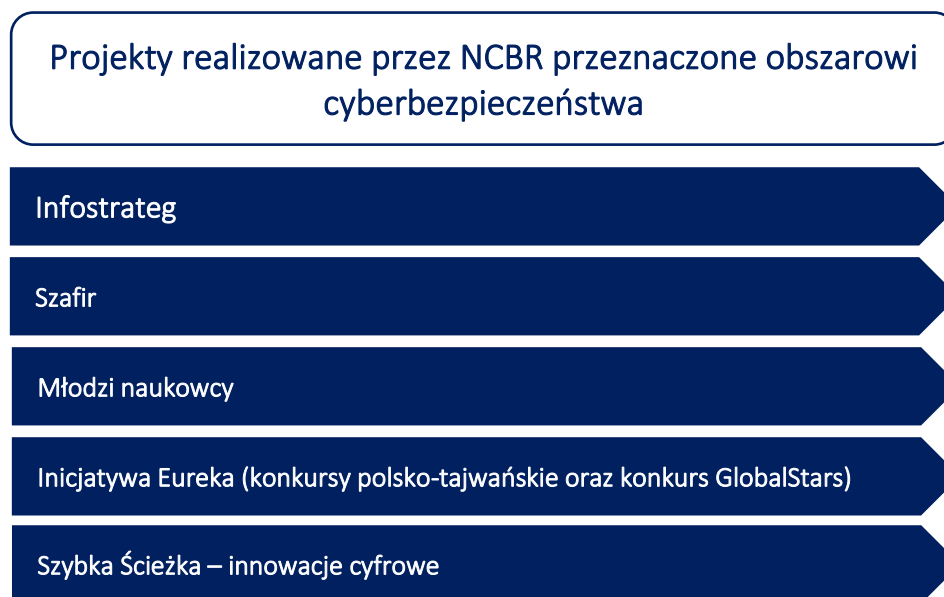 Projekty realizowane przez NCBR przeznaczone obszarowi
cyberbezpieczeństwa
Infostrateg
Szafir
Młodzi naukowcy
Inicjatywa Eureka (konkursy polsko-tajwańskie oraz konkurs GlobalStars)
Szybka Ścieżka – innowacje cyfrowe